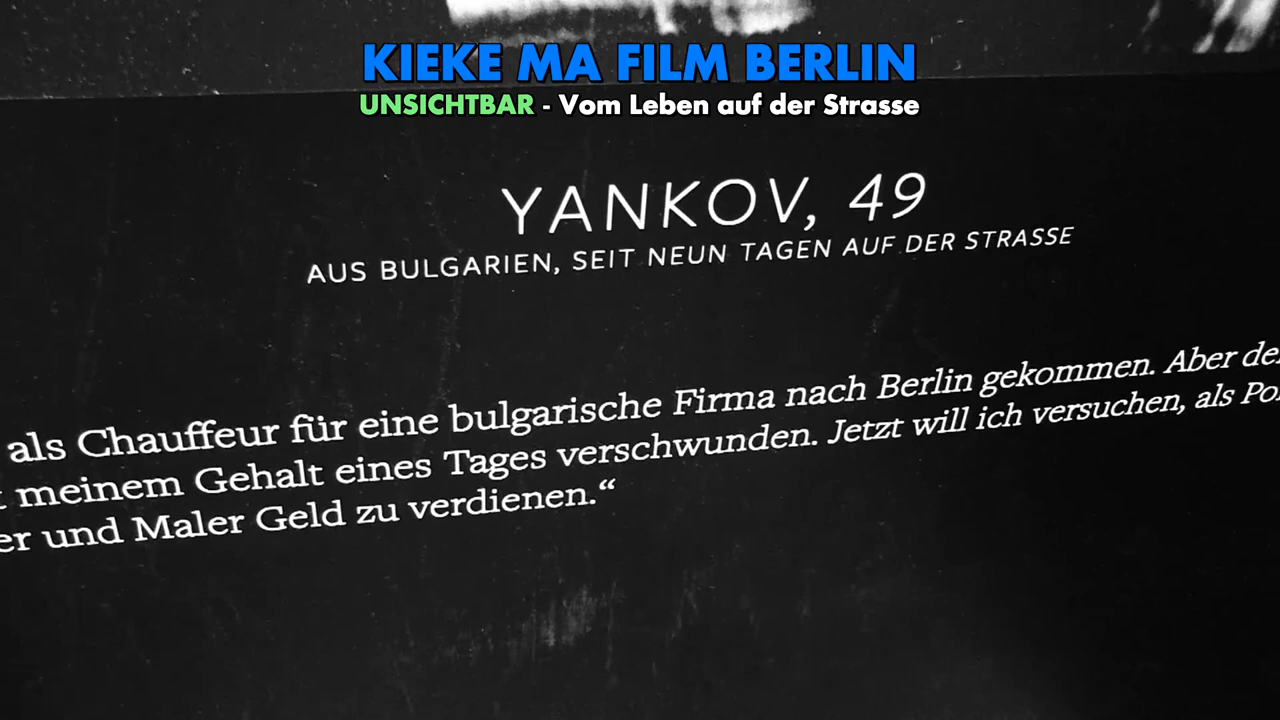 KIEKE MA FILM BERLIN
UNSICHTBAR - Vom Leben auf der Strasse
YANKOV, 49
AUS BULGARIEN, SEIT NEUN TAGEN AUF DER STRASSE
als Chauffeur für eine bulgarische Firma nach Berlin gekommen. Aber
meinem Gehalt eines Tages verschwunden. Jetzt will ich versuchen, als
und Maler Geld zu verdienen.“